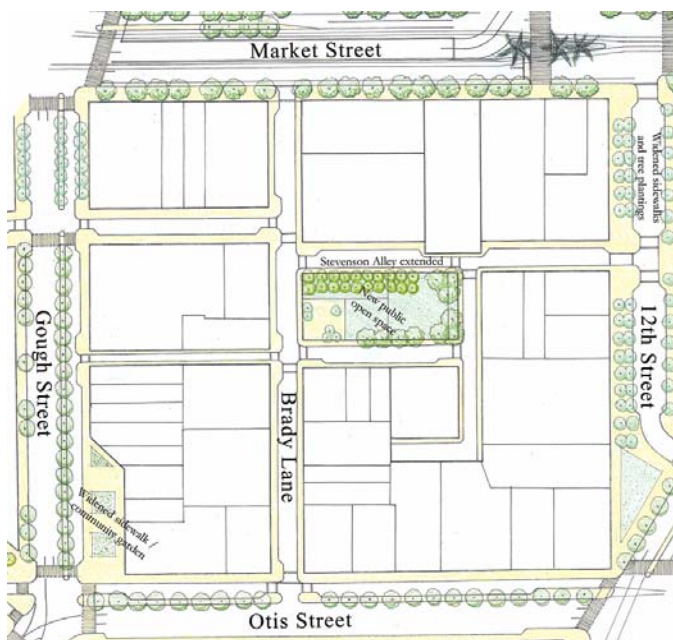 Market Street
Widened sidewalks
and tree plantings
Stevenson Alley extended
New public
open space
Gough Street
12th Street
Brady Lane
Widened sidewalk /
community garden
Otis Street